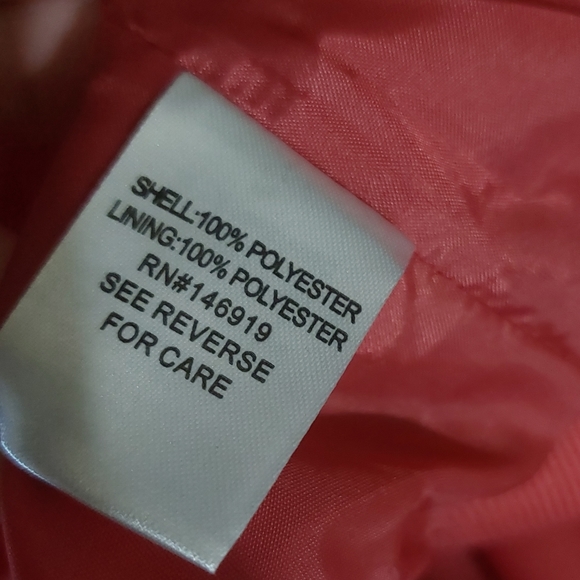 SHELL:100% POLYESTER
LINING:100% POLYESTER
RN#146919
SEE REVERSE
FOR CARE